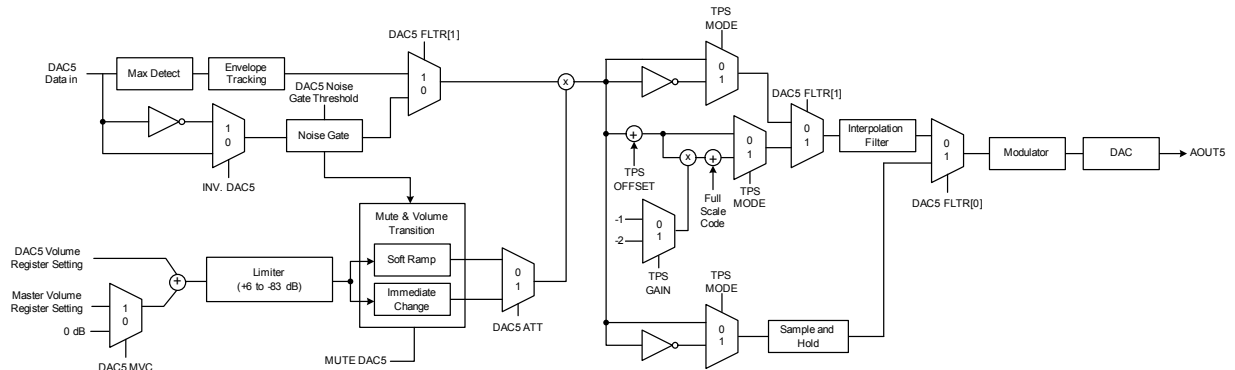 DAC5
Data in
Max Detect
Envelope
Tracking
DAC5 FLTR[1]
1
0
DAC5 Noise
Gate Threshold
1
0
Noise Gate
INV. DAC5
x
TPS
MODE
0
1
DAC5 FLTR[1]
0
1
+
TPS
OFFSET
x
+
Full
Scale
Code
0
1
TPS
MODE
-1
-2
0
1
TPS
GAIN
Interpolation
Filter
0
1
DAC5 FLTR[0]
Modulator
DAC
AOUT5
DAC5 Volume
Register Setting
Master Volume
Register Setting
0 dB
1
0
DAC5 MVC
+
Limiter
(+6 to -83 dB)
Mute & Volume
Transition
Soft Ramp
Immediate
Change
MUTE DAC5
0
1
DAC5 ATT
TPS
MODE
0
1
Sample and
Hold